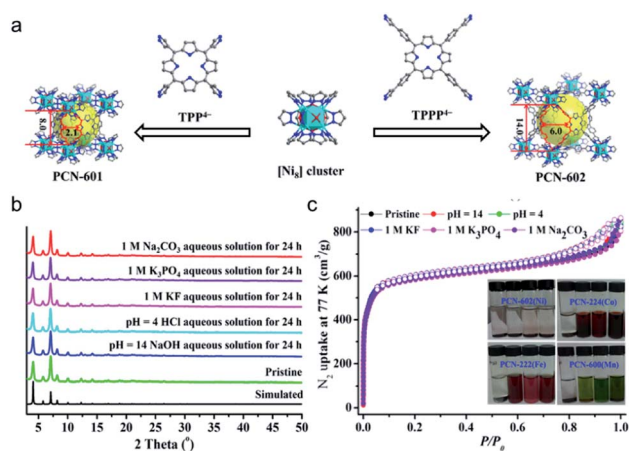 a
TPP4−
TPPP4−
8.0
2.1
14.0
6.0
PCN-601
[Ni8] cluster
PCN-602
b
1 M Na2CO3 aqueous solution for 24 h
1 M K3PO4 aqueous solution for 24 h
1 M KF aqueous solution for 24 h
pH = 4 HCl aqueous solution for 24 h
pH = 14 NaOH aqueous solution for 24 h
Pristine
Simulated
5 10 15 20 25 30 35 40 45 50
2 Theta (°)
c
Pristine pH = 14 pH = 4
1 M KF 1 M K3PO4 1 M Na2CO3
N2 uptake at 77 K (cm3/g)
800
600
400
200
0
PCN-602(Ni) PCN-224(Co)
PCN-222(Fe) PCN-600(Mn)
0.0 0.2 0.4 0.6 0.8 1.0
P/P0